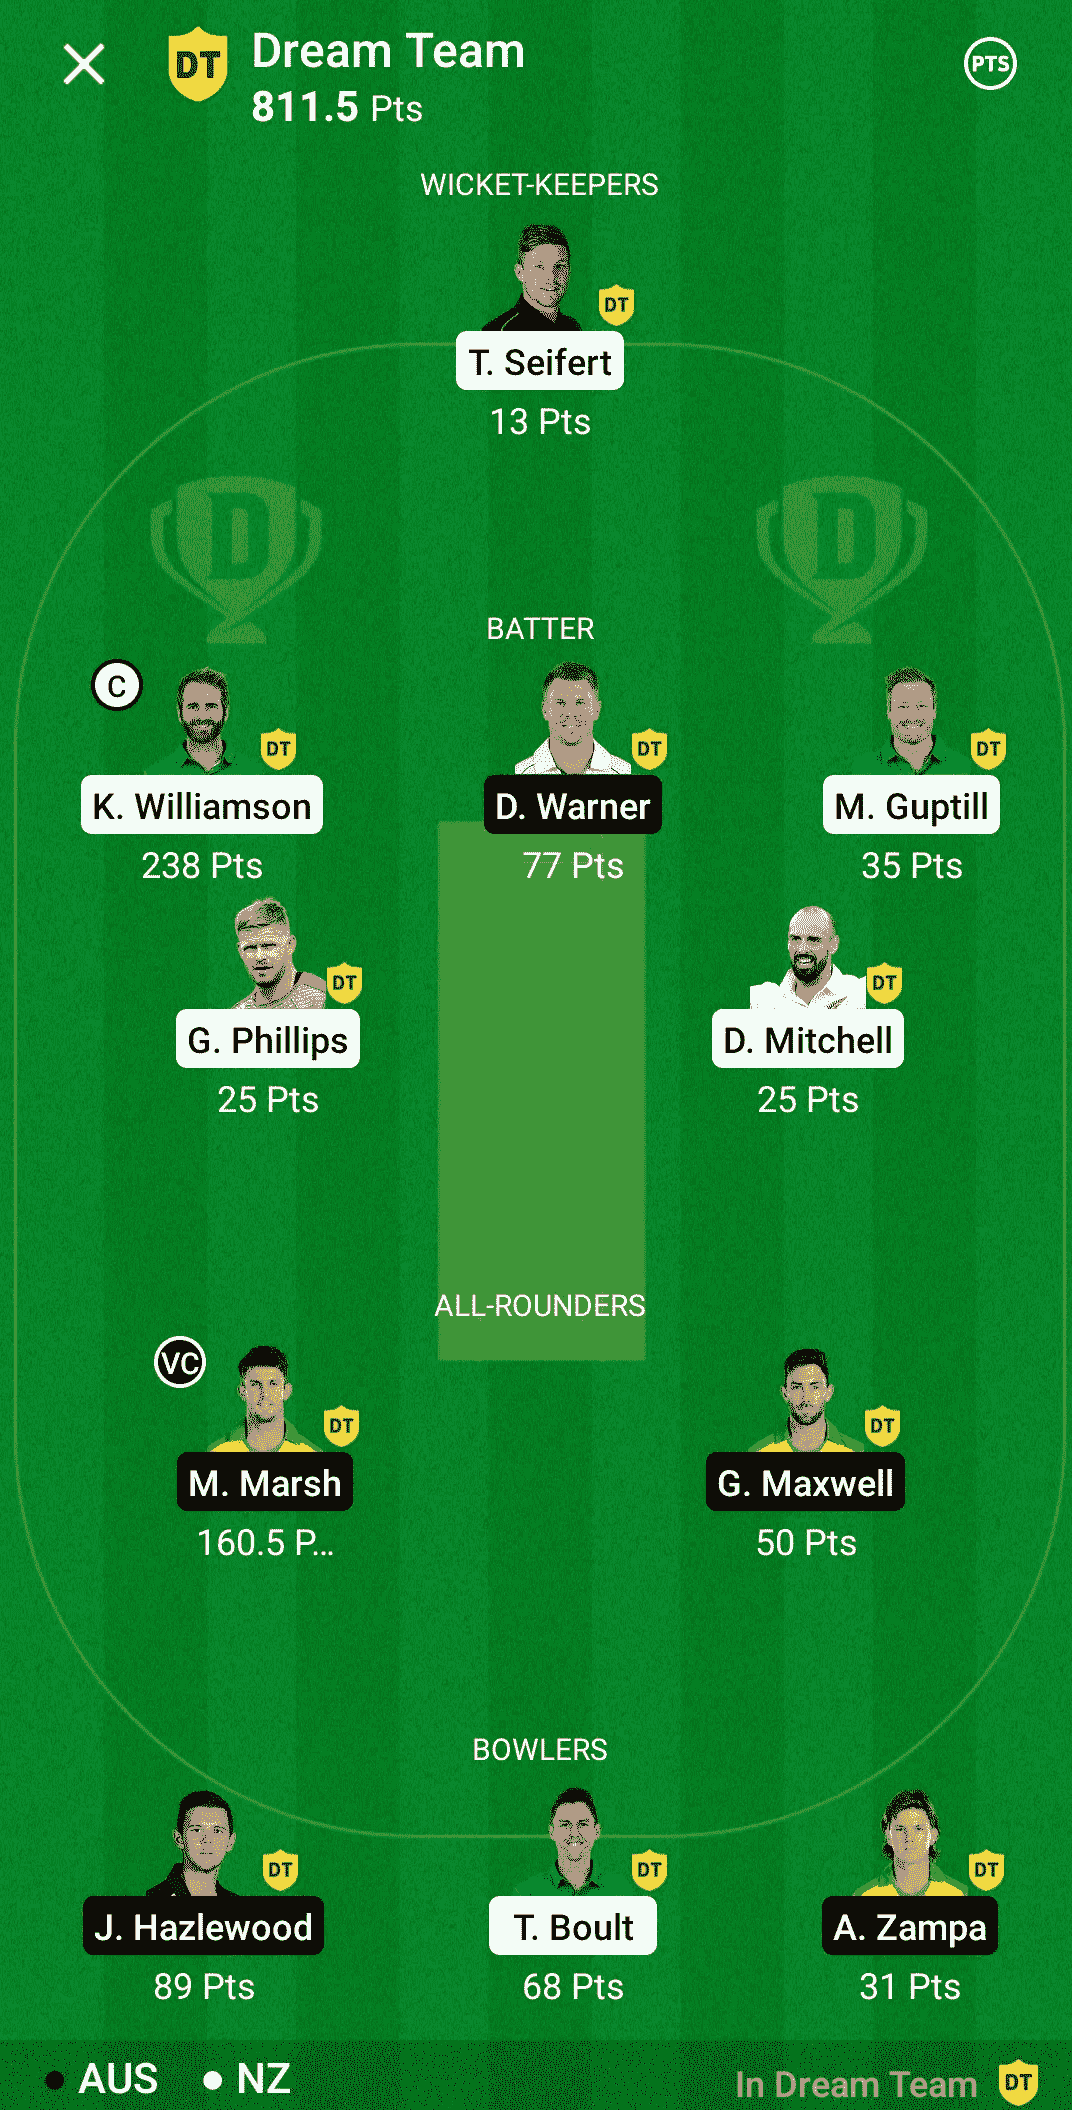 DT Dream Team PTS
811.5 Pts
WICKET-KEEPERS
DT
T. Seifert
13 Pts
D D
BATTER
C
DT DT DT
K. Williamson D. Warner M. Guptill
238 Pts 77 Pts 35 Pts
DT DT
G. Phillips D. Mitchell
25 Pts 25 Pts
ALL-ROUNDERS
VC
DT DT
M. Marsh G. Maxwell
160.5 P... 50 Pts
BOWLERS
DT DT DT
J. Hazlewood T. Boult A. Zampa
89 Pts 68 Pts 31 Pts
AUS NZ In Dream Team DT